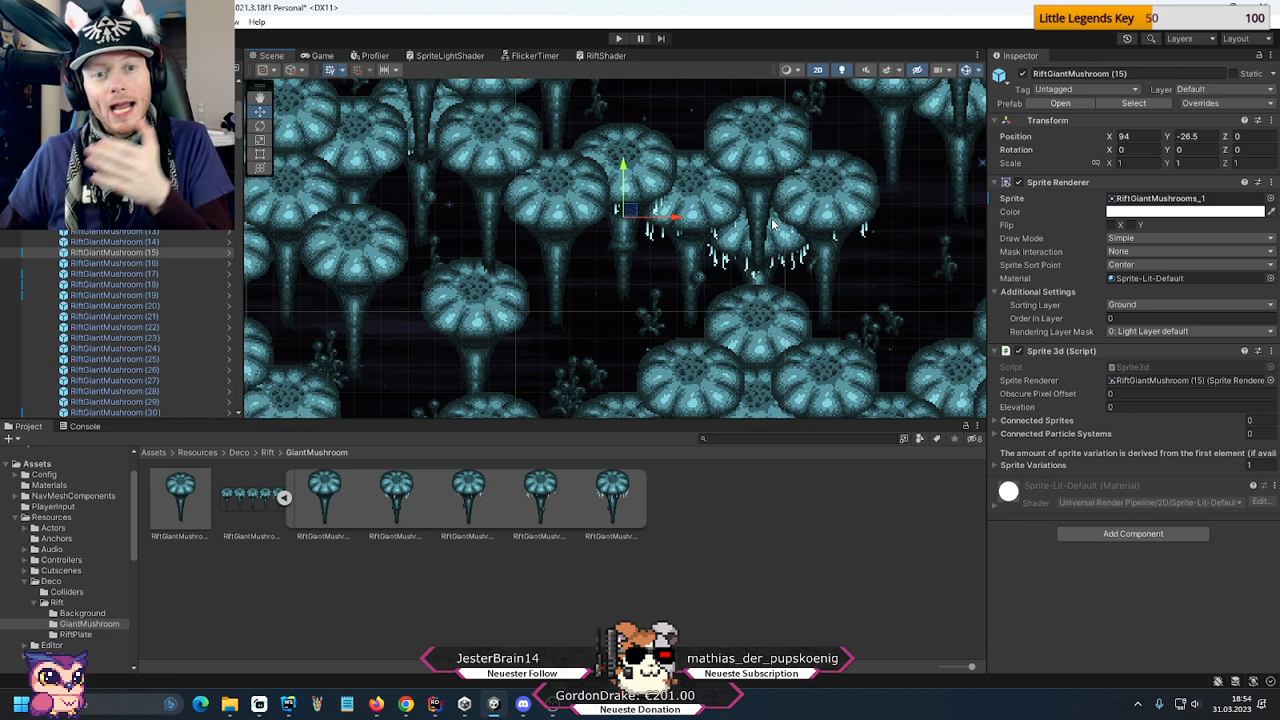 2021.3.18f1 Personal* <DX11>
Help
Little Legends Key 50 100
Layers
Layout
Scene
Game
Profiler
SpriteLightShader
FlickerTimer
RiftShader
2D
Inspector
RiftGiantMushroom (15)
Static
Tag Untagged
Layer Default
Prefab
Open
Select
Overrides
Transform
Position X 94 Y -26.5 Z 0
Rotation X 0 Y 0 Z 0
Scale X 1 Y 1 Z 1
Sprite Renderer
Sprite
RiftGiantMushrooms_1
Color
Flip X Y
Draw Mode Simple
Mask Interaction None
Sprite Sort Point Center
Material Sprite-Lit-Default
Additional Settings
Sorting Layer Ground
Order in Layer 0
Rendering Layer Mask 0: Light Layer default
Sprite 3d (Script)
Script Sprite3d
Sprite Renderer RiftGiantMushroom (15) (Sprite Rendere
Obscure Pixel Offset 0
Elevation 0
Connected Sprites 0
Connected Particle Systems 0
The amount of sprite variation is derived from the first element (if avail
Sprite Variations 1
Sprite-Lit-Default (Material)
Shader Universal Render Pipeline/2D/Sprite-Lit-Defaul
Edit...
Add Component
RiftGiantMushroom (13)
RiftGiantMushroom (14)
RiftGiantMushroom (15)
RiftGiantMushroom (16)
RiftGiantMushroom (17)
RiftGiantMushroom (18)
RiftGiantMushroom (19)
RiftGiantMushroom (20)
RiftGiantMushroom (21)
RiftGiantMushroom (22)
RiftGiantMushroom (23)
RiftGiantMushroom (24)
RiftGiantMushroom (25)
RiftGiantMushroom (26)
RiftGiantMushroom (27)
RiftGiantMushroom (28)
RiftGiantMushroom (29)
RiftGiantMushroom (30)
Project
Console
8
Assets
Config
Materials
NavMeshComponents
PlayerInput
Resources
Actors
Anchors
Audio
Controllers
Cutscenes
Deco
Colliders
Rift
Background
GiantMushroom
RiftPlate
Editor
Assets > Resources > Deco > Rift > GiantMushroom
RiftGiantMushro...
RiftGiantMushro...
RiftGiantMushr...
RiftGiantMushr...
RiftGiantMushr...
RiftGiantMushr...
RiftGiantMushr...
JesterBrain14
Neuester Follow
mathias_der_pupskoenig
Neueste Subscription
GordonDrake: €201.00
Neueste Donation
18:54
31.03.2023